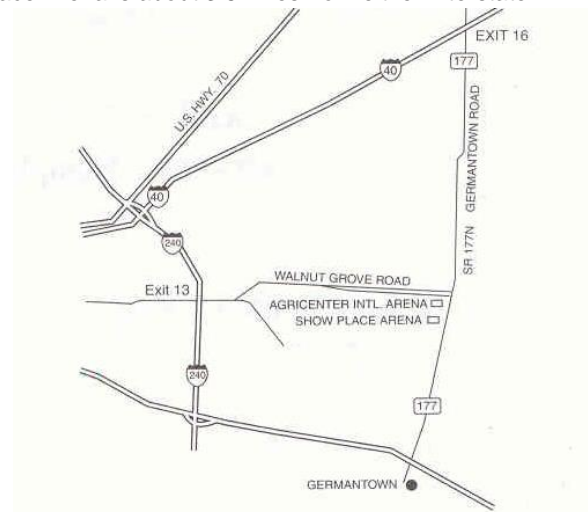 EXIT 16
177
40
U.S. HWY. 70
SR 177N GERMANTOWN ROAD
40
240
WALNUT GROVE ROAD
Exit 13
AGRICENTER INTL. ARENA
SHOW PLACE ARENA
240
177
GERMANTOWN